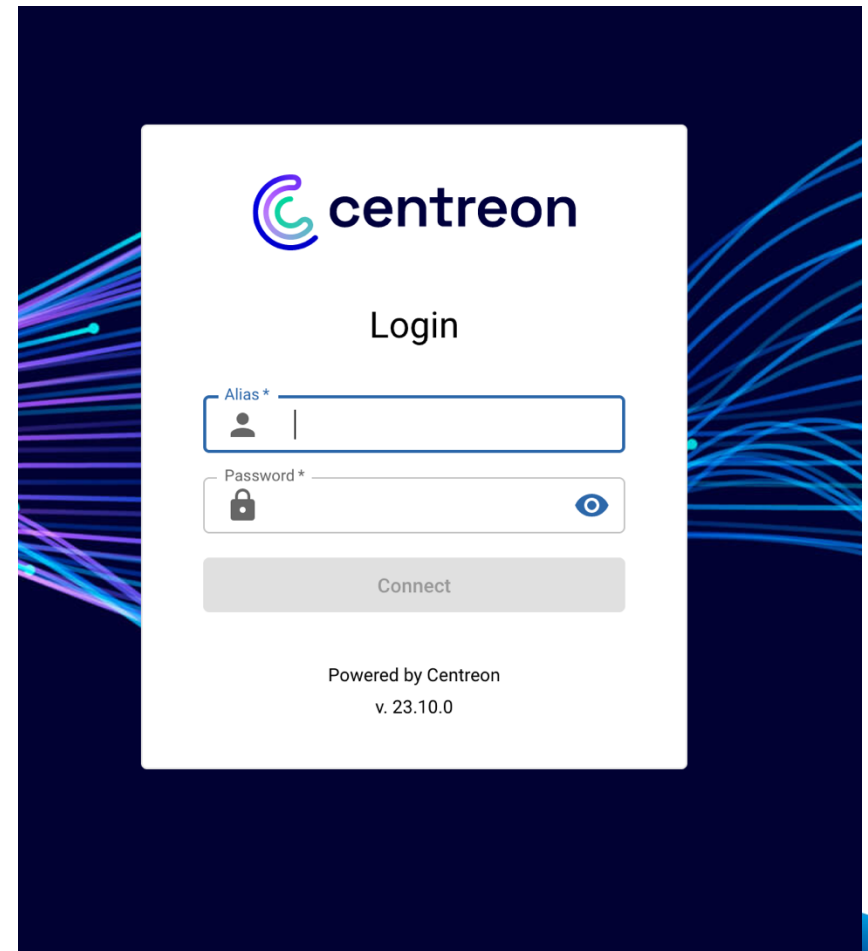 centreon
Login
Alias *
Password *
Connect
Powered by Centreon
v. 23.10.0